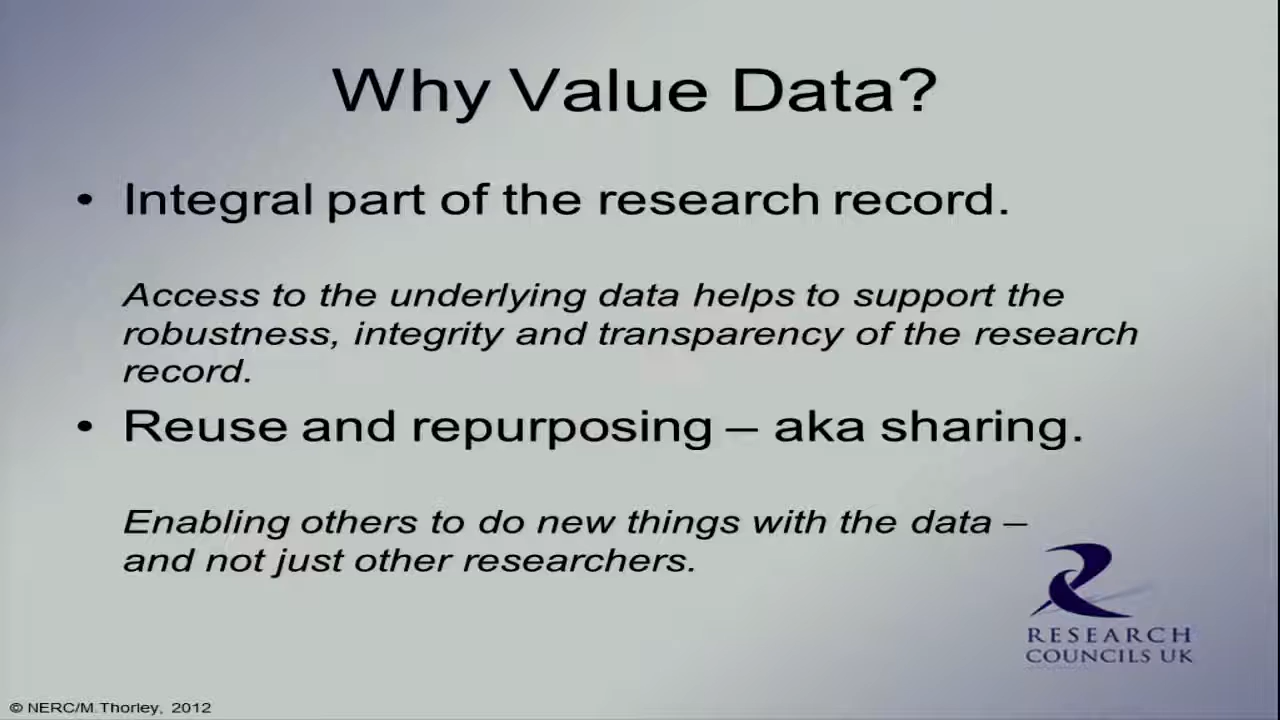 Why Value Data?
• Integral part of the research record.
Access to the underlying data helps to support the
robustness, integrity and transparency of the research
record.
• Reuse and repurposing – aka sharing.
Enabling others to do new things with the data –
and not just other researchers.
RESEARCH
COUNCILS UK
© NERC/M.Thorley, 2012